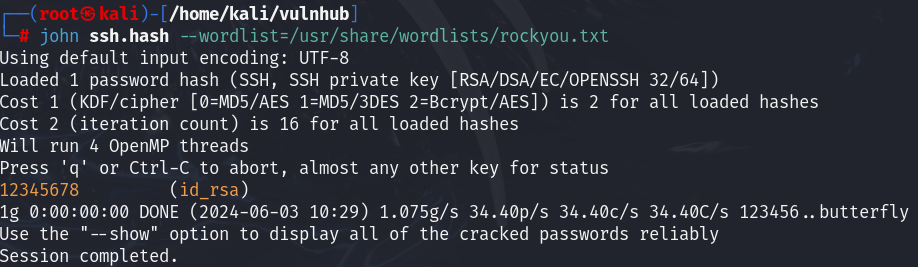 ┌──(root㉿kali)-[/home/kali/vulnhub]
└─# john ssh.hash --wordlist=/usr/share/wordlists/rockyou.txt
Using default input encoding: UTF-8
Loaded 1 password hash (SSH, SSH private key [RSA/DSA/EC/OPENSSH 32/64])
Cost 1 (KDF/cipher [0=MD5/AES 1=MD5/3DES 2=Bcrypt/AES]) is 2 for all loaded hashes
Cost 2 (iteration count) is 16 for all loaded hashes
Will run 4 OpenMP threads
Press 'q' or Ctrl-C to abort, almost any other key for status
12345678         (id_rsa)
1g 0:00:00:00 DONE (2024-06-03 10:29) 1.075g/s 34.40p/s 34.40c/s 34.40C/s 123456..butterfly
Use the "--show" option to display all of the cracked passwords reliably
Session completed.